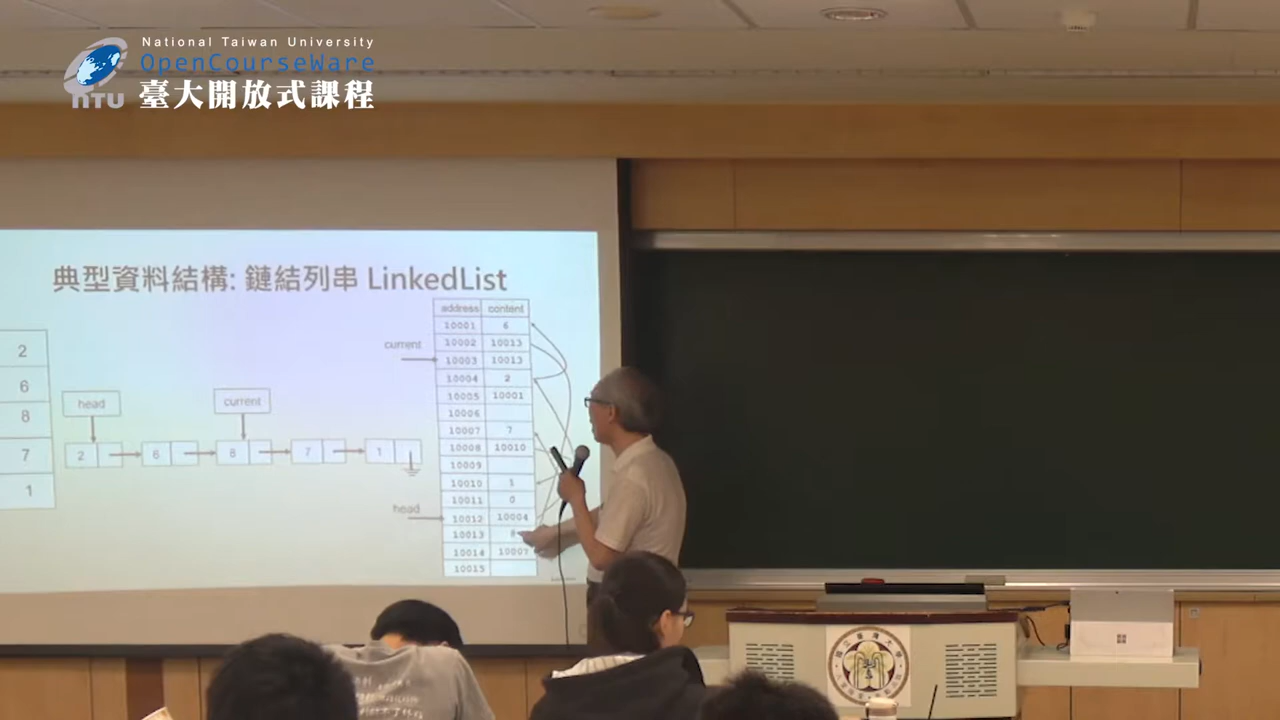 National Taiwan University
OpenCourseWare
NTU 臺大開放式課程
典型資料結構: 鏈結列串 LinkedList
address content
10001 6
10002 10013
10003 10013
10004 2
10005 10001
10006
10007 7
10008 10010
10009
10010 1
10011 0
10012 10004
10013 8
10014 10007
10015
current
head
2
6
8
7
1
head
current
2 6 8 7 1